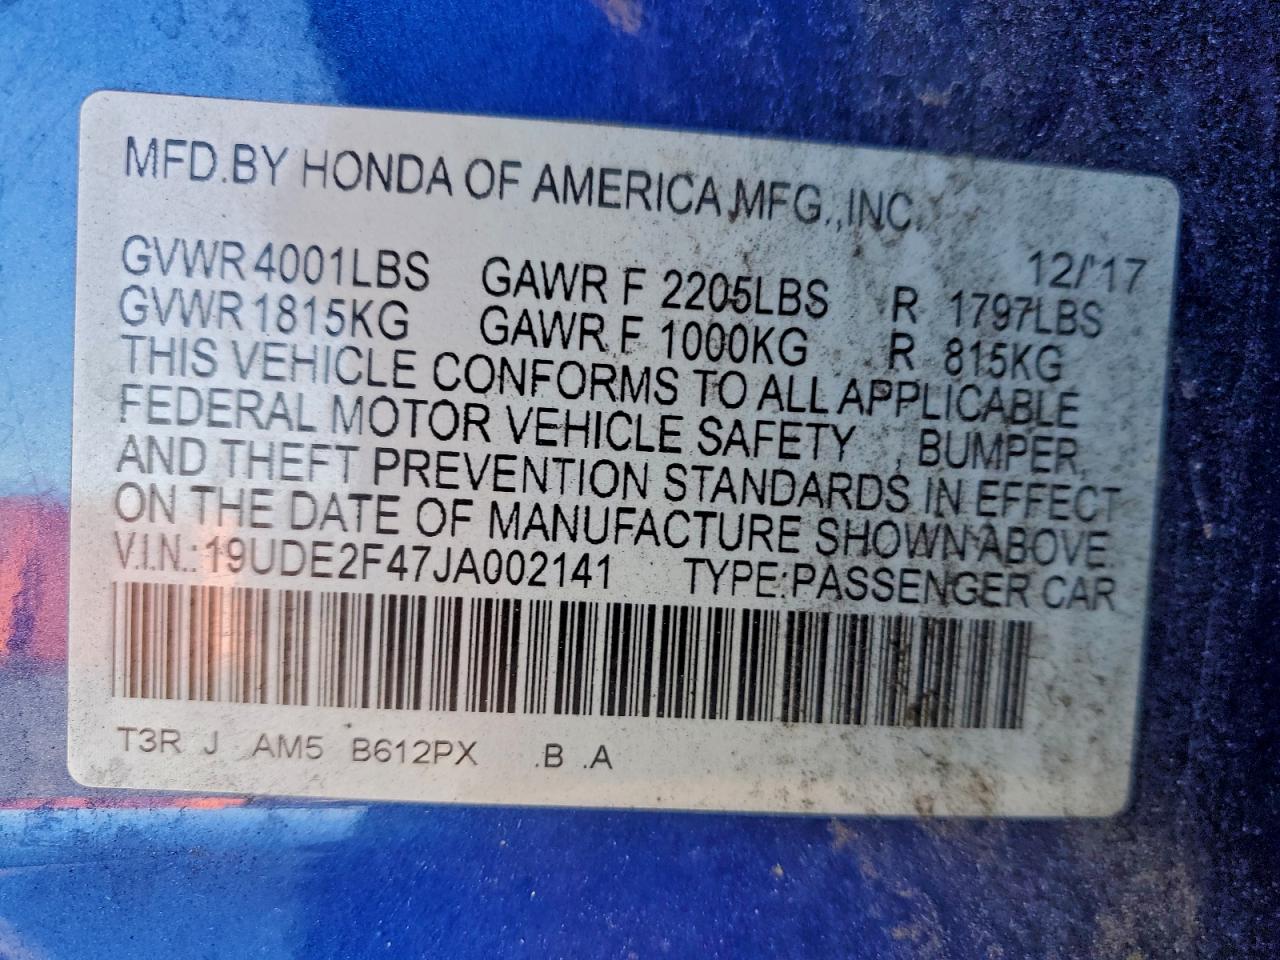 MFD.BY HONDA OF AMERICA MFG.,INC.
12/'17
GVWR 4001LBS GAWR F 2205LBS R 1797LBS
GVWR 1815KG GAWR F 1000KG R 815KG
THIS VEHICLE CONFORMS TO ALL APPLICABLE
FEDERAL MOTOR VEHICLE SAFETY , BUMPER,
AND THEFT PREVENTION STANDARDS IN EFFECT
ON THE DATE OF MANUFACTURE SHOWN ABOVE.
V.I.N.: 19UDE2F47JA002141 TYPE:PASSENGER CAR
T3R J AM5 B612PX .B .A